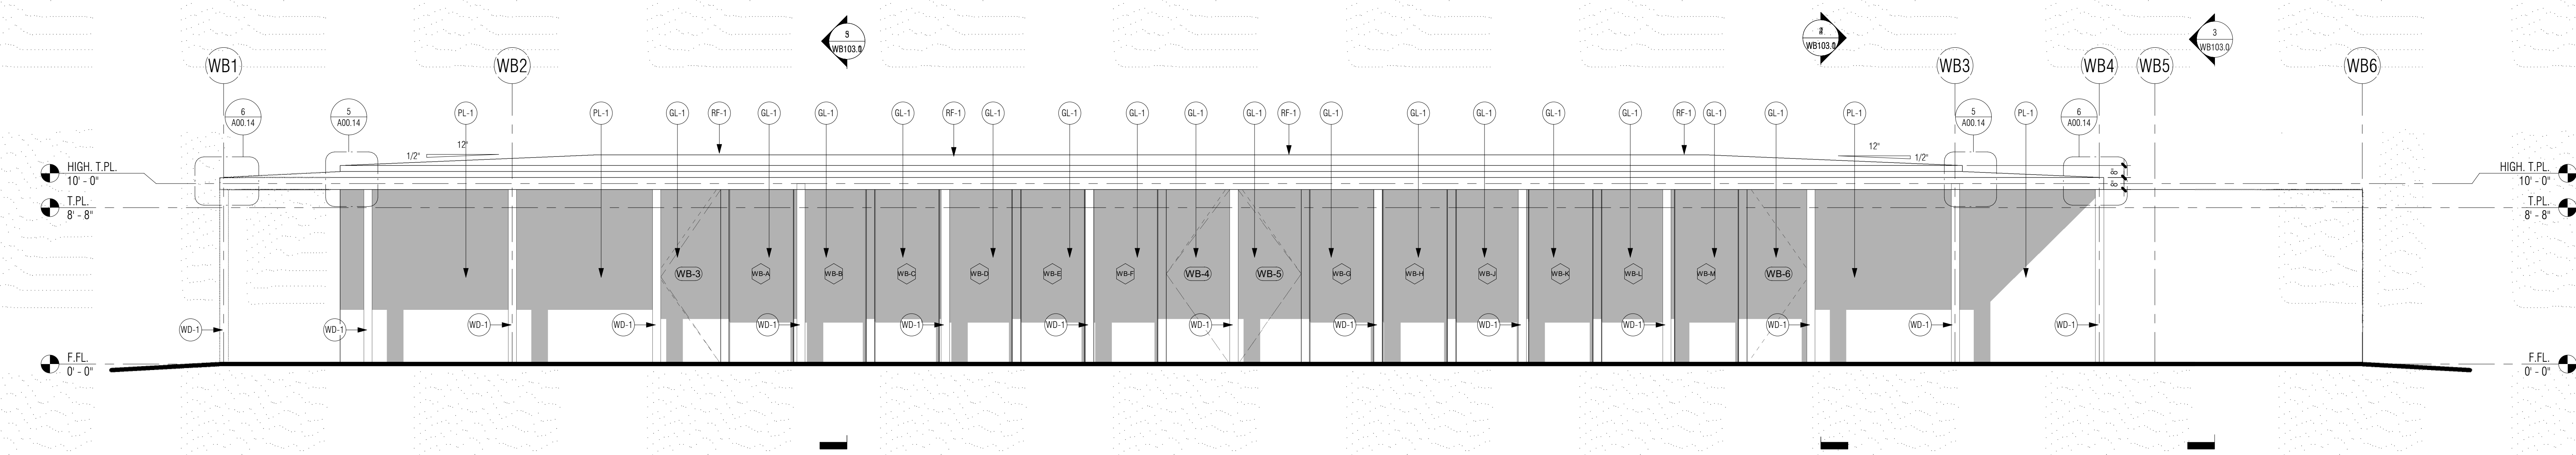 3
WB103.0
WB103.0
3
WB103.0
WB1
WB2
WB3
WB4
WB5
WB6
6
A00.14
5
A00.14
PL-1
PL-1
GL-1
RF-1
GL-1
GL-1
GL-1
RF-1
GL-1
GL-1
GL-1
GL-1
GL-1
RF-1
GL-1
GL-1
GL-1
GL-1
GL-1
RF-1
GL-1
GL-1
PL-1
5
A00.14
PL-1
6
A00.14
12"
1/2"
12"
1/2"
HIGH. T.PL.
10' - 0"
T.PL.
8' - 8"
HIGH. T.PL.
10' - 0"
T.PL.
8' - 8"
8"
8"
WB-3
WB-A
WB-B
WB-C
WB-D
WB-E
WB-F
WB-4
WB-5
WB-G
WB-H
WB-J
WB-K
WB-L
WB-M
WB-6
WD-1
WD-1
WD-1
WD-1
WD-1
WD-1
WD-1
WD-1
WD-1
WD-1
WD-1
WD-1
WD-1
WD-1
F.FL.
0' - 0"
F.FL.
0' - 0"